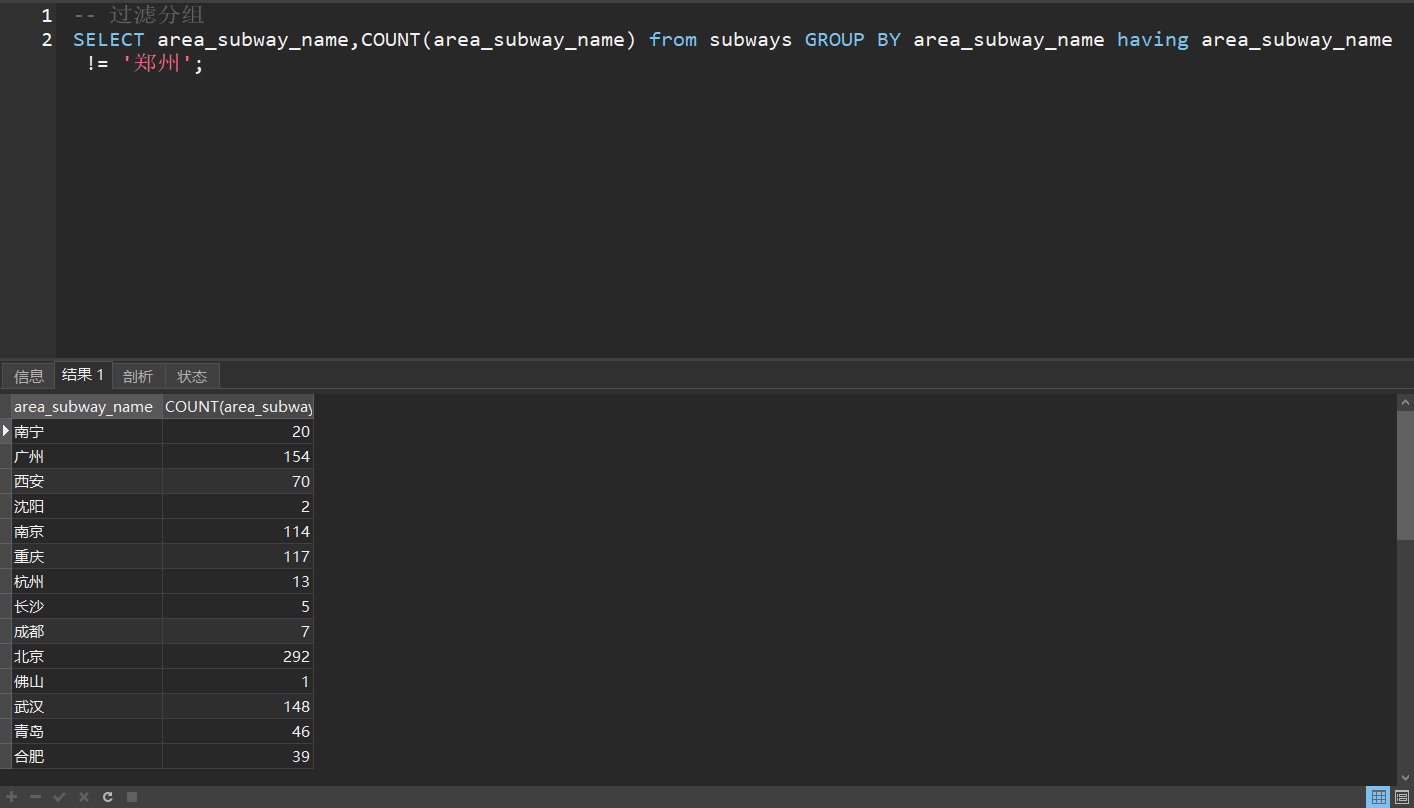 1 -- 过滤分组
2 SELECT area_subway_name,COUNT(area_subway_name) from subways GROUP BY area_subway_name having area_subway_name
!= '郑州';
信息 结果 1 剖析 状态
area_subway_name COUNT(area_subway
南宁 20
广州 154
西安 70
沈阳 2
南京 114
重庆 117
杭州 13
长沙 5
成都 7
北京 292
佛山 1
武汉 148
青岛 46
合肥 39